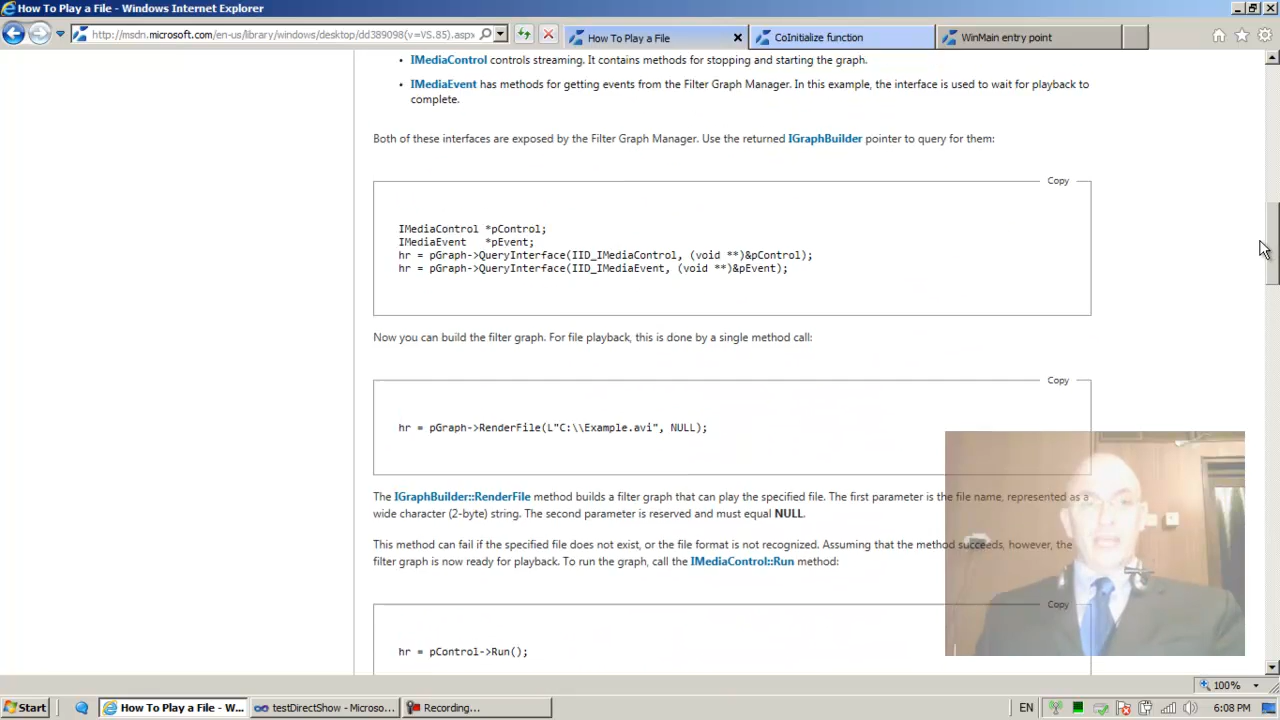 How To Play a File - Windows Internet Explorer
http://msdn.microsoft.com/en-us/library/windows/desktop/dd389098(v=VS.85).aspx
How To Play a File
CoInitialize function
WinMain entry point
• IMediaControl controls streaming. It contains methods for stopping and starting the graph.
• IMediaEvent has methods for getting events from the Filter Graph Manager. In this example, the interface is used to wait for playback to
complete.
Both of these interfaces are exposed by the Filter Graph Manager. Use the returned IGraphBuilder pointer to query for them:
Copy
IMediaControl *pControl;
IMediaEvent   *pEvent;
hr = pGraph->QueryInterface(IID_IMediaControl, (void **)&pControl);
hr = pGraph->QueryInterface(IID_IMediaEvent, (void **)&pEvent);
Now you can build the filter graph. For file playback, this is done by a single method call:
Copy
hr = pGraph->RenderFile(L"C:\\Example.avi", NULL);
The IGraphBuilder::RenderFile method builds a filter graph that can play the specified file. The first parameter is the file name, represented as a
wide character (2-byte) string. The second parameter is reserved and must equal NULL.
This method can fail if the specified file does not exist, or the file format is not recognized. Assuming that the method succeeds, however, the
filter graph is now ready for playback. To run the graph, call the IMediaControl::Run method:
Copy
hr = pControl->Run();
100%
Start
How To Play a File - W...
testDirectShow - Microso...
Recording...
EN
6:08 PM